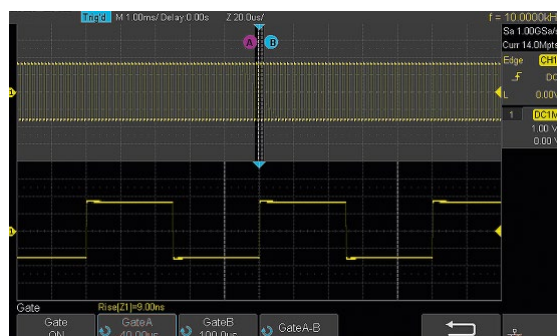 Trig'd M 1.00ms/ Delay:0.00s Z 20.0us/ f = 10.0000kH
Sa 1.00GSa/s
Curr 14.0Mpts
Edge CH1
DC
L 0.00V
A B
1 DC1M
1.00 V
0.00 V
1
1
Gate Rise[Z1]=9.00ns
Gate GateA GateB GateA-B
ON 40.00us 100.0us